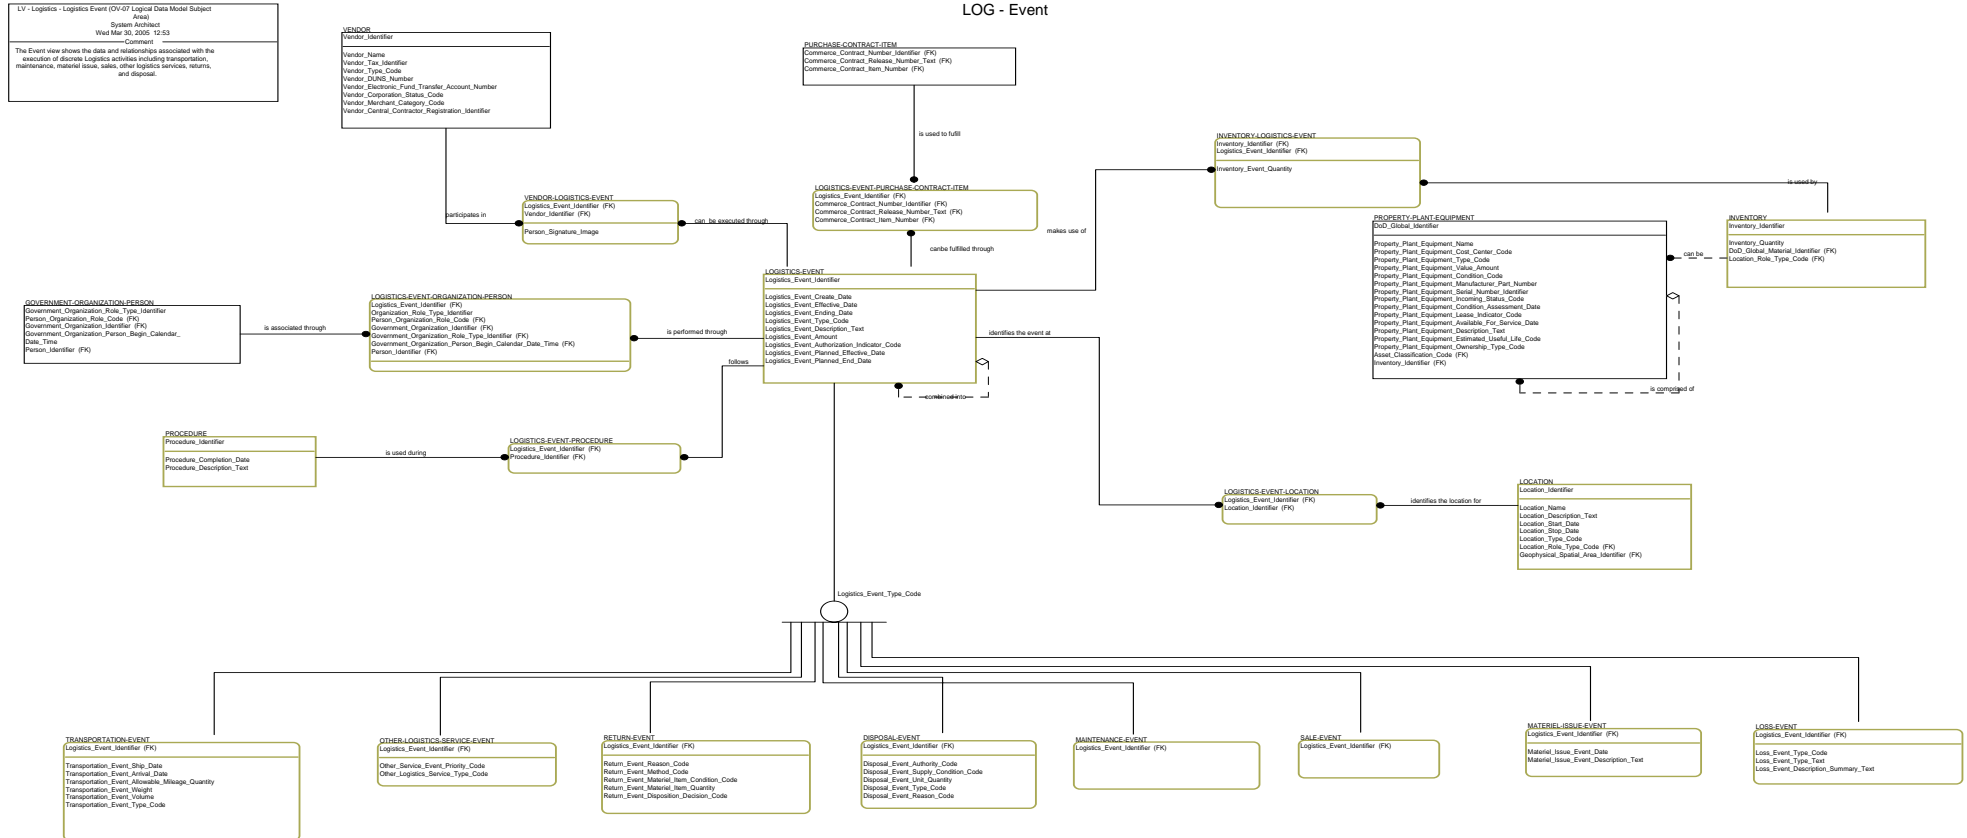 LV - Logistics - Logistics Event (OV-07 Logical Data Model Subject
Area)
System Architect
Wed Mar 30, 2005 12:53
Comment
The Event view shows the data and relationships associated with the
execution of discrete Logistics activities including transportation,
maintenance, materiel issue, sales, other logistics services, returns,
and disposal.
LOG - Event
VENDOR
Vendor_Identifier
Vendor_Name
Vendor_Tax_Identifier
Vendor_Type_Code
Vendor_DUNS_Number
Vendor_Electronic_Fund_Transfer_Account_Number
Vendor_Corporation_Status_Code
Vendor_Merchant_Category_Code
Vendor_Central_Contractor_Registration_Identifier
PURCHASE-CONTRACT-ITEM
Commerce_Contract_Number_Identifier (FK)
Commerce_Contract_Release_Number_Text (FK)
Commerce_Contract_Item_Number (FK)
is used to fufill
INVENTORY-LOGISTICS-EVENT
Inventory_Identifier (FK)
Logistics_Event_Identifier (FK)
Inventory_Event_Quantity
is used by
VENDOR-LOGISTICS-EVENT
Logistics_Event_Identifier (FK)
Vendor_Identifier (FK)
Person_Signature_Image
participates in
can be executed through
LOGISTICS-EVENT-PURCHASE-CONTRACT-ITEM
Logistics_Event_Identifier (FK)
Commerce_Contract_Number_Identifier (FK)
Commerce_Contract_Release_Number_Text (FK)
Commerce_Contract_Item_Number (FK)
canbe fulfilled through
makes use of
PROPERTY-PLANT-EQUIPMENT
DoD_Global_Identifier
Property_Plant_Equipment_Name
Property_Plant_Equipment_Cost_Center_Code
Property_Plant_Equipment_Type_Code
Property_Plant_Equipment_Value_Amount
Property_Plant_Equipment_Condition_Code
Property_Plant_Equipment_Manufacturer_Part_Number
Property_Plant_Equipment_Serial_Number_Identifier
Property_Plant_Equipment_Incoming_Status_Code
Property_Plant_Equipment_Condition_Assessment_Date
Property_Plant_Equipment_Lease_Indicator_Code
Property_Plant_Equipment_Available_For_Service_Date
Property_Plant_Equipment_Description_Text
Property_Plant_Equipment_Estimated_Useful_Life_Code
Property_Plant_Equipment_Ownership_Type_Code
Asset_Classification_Code (FK)
Inventory_Identifier (FK)
can be
is comprised of
INVENTORY
Inventory_Identifier
Inventory_Quantity
DoD_Global_Material_Identifier (FK)
Location_Role_Type_Code (FK)
GOVERNMENT-ORGANIZATION-PERSON
Government_Organization_Role_Type_Identifier
Person_Organization_Role_Code (FK)
Government_Organization_Identifier (FK)
Government_Organization_Person_Begin_Calendar_
Date_Time
Person_Identifier (FK)
is associated through
LOGISTICS-EVENT-ORGANIZATION-PERSON
Logistics_Event_Identifier (FK)
Organization_Role_Type_Identifier
Person_Organization_Role_Code (FK)
Government_Organization_Identifier (FK)
Government_Organization_Role_Type_Identifier (FK)
Government_Organization_Person_Begin_Calendar_Date_Time (FK)
Person_Identifier (FK)
is performed through
LOGISTICS-EVENT
Logistics_Event_Identifier
Logistics_Event_Create_Date
Logistics_Event_Effective_Date
Logistics_Event_Ending_Date
Logistics_Event_Type_Code
Logistics_Event_Description_Text
Logistics_Event_Amount
Logistics_Event_Authorization_Indicator_Code
Logistics_Event_Planned_Effective_Date
Logistics_Event_Planned_End_Date
identifies the event at
follows
combined into
PROCEDURE
Procedure_Identifier
Procedure_Completion_Date
Procedure_Description_Text
is used during
LOGISTICS-EVENT-PROCEDURE
Logistics_Event_Identifier (FK)
Procedure_Identifier (FK)
LOGISTICS-EVENT-LOCATION
Logistics_Event_Identifier (FK)
Location_Identifier (FK)
identifies the location for
LOCATION
Location_Identifier
Location_Name
Location_Description_Text
Location_Start_Date
Location_Stop_Date
Location_Type_Code
Location_Role_Type_Code (FK)
Geophysical_Spatial_Area_Identifier (FK)
Logistics_Event_Type_Code
TRANSPORTATION-EVENT
Logistics_Event_Identifier (FK)
Transportation_Event_Ship_Date
Transportation_Event_Arrival_Date
Transportation_Event_Allowable_Mileage_Quantity
Transportation_Event_Weight
Transportation_Event_Volume
Transportation_Event_Type_Code
OTHER-LOGISTICS-SERVICE-EVENT
Logistics_Event_Identifier (FK)
Other_Service_Event_Priority_Code
Other_Logistics_Service_Type_Code
RETURN-EVENT
Logistics_Event_Identifier (FK)
Return_Event_Reason_Code
Return_Event_Method_Code
Return_Event_Materiel_Item_Condition_Code
Return_Event_Materiel_Item_Quantity
Return_Event_Disposition_Decision_Code
DISPOSAL-EVENT
Logistics_Event_Identifier (FK)
Disposal_Event_Authority_Code
Disposal_Event_Supply_Condition_Code
Disposal_Event_Unit_Quantity
Disposal_Event_Type_Code
Disposal_Event_Reason_Code
MAINTENANCE-EVENT
Logistics_Event_Identifier (FK)
SALE-EVENT
Logistics_Event_Identifier (FK)
MATERIEL-ISSUE-EVENT
Logistics_Event_Identifier (FK)
Materiel_Issue_Event_Date
Materiel_Issue_Event_Description_Text
LOSS-EVENT
Logistics_Event_Identifier (FK)
Loss_Event_Type_Code
Loss_Event_Type_Text
Loss_Event_Description_Summary_Text